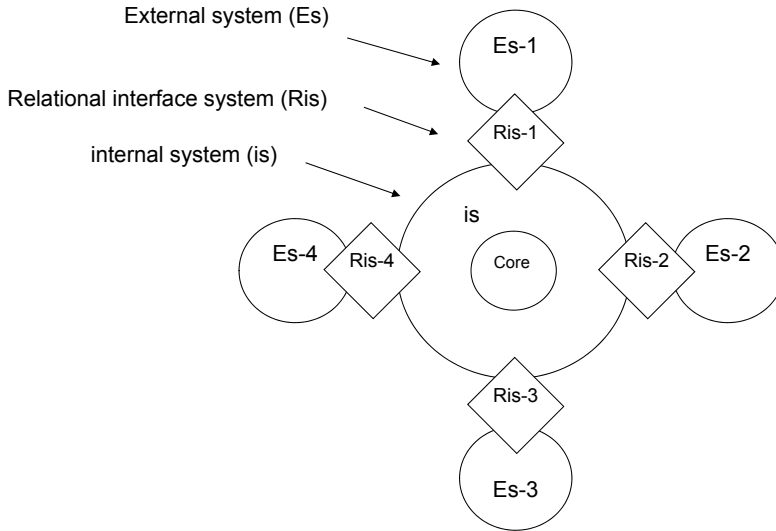 External system (Es)
Es-1
Relational interface system (Ris)
Ris-1
internal system (is)
is
Es-4
Ris-4
Core
Ris-2
Es-2
Ris-3
Es-3